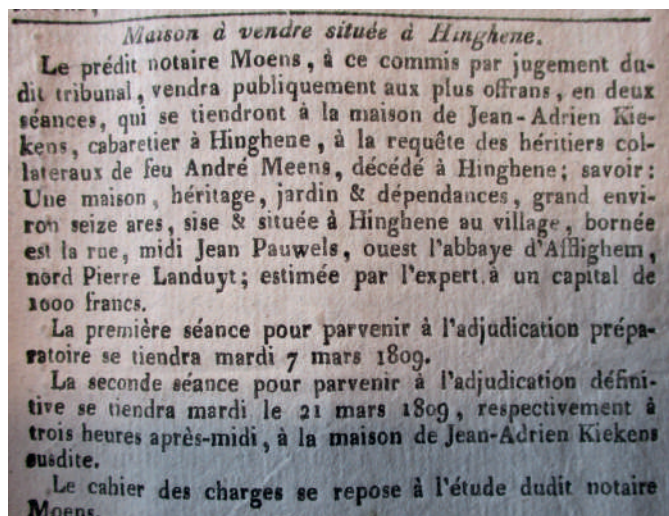 Maison à vendre située à Hinghene.
Le prédit notaire Moens, à ce commis par jugement du-
dit tribunal, vendra publiquement aux plus offrans, en deux
séances, qui se tiendront à la maison de Jean-Adrien Kie-
kens, cabaretier à Hinghene, à la requête des héritiers col-
lateraux de feu André Meens, décédé à Hinghene; savoir:
Une maison, héritage, jardin & dépendances, grand envi-
ron seize ares, sise & située à Hinghene au village, bornée
est la rue, midi Jean Pauwels, ouest l'abbaye d'Afflighem,
nord Pierre Landuyt; estimée par l'expert à un capital de
1000 francs.
La première séance pour parvenir à l'adjudication prépa-
ratoire se tiendra mardi 7 mars 1809.
La seconde séance pour parvenir à l'adjudication défini-
tive se tiendra mardi le 21 mars 1809, respectivement à
trois heures après-midi, à la maison de Jean-Adrien Kiekens
susdite.
Le cahier des charges se repose à l'étude dudit notaire
Moens.